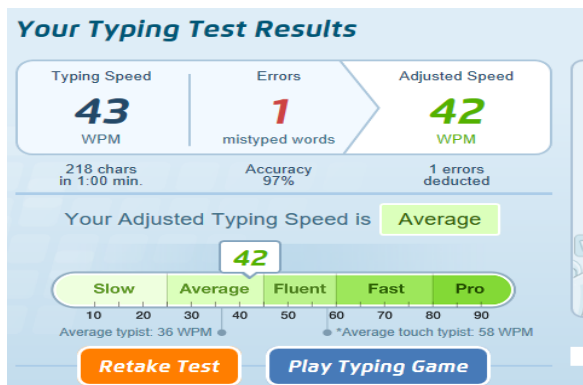 Your Typing Test Results
Typing Speed Errors Adjusted Speed
43 1 42
WPM mistyped words WPM
218 chars Accuracy 1 errors
in 1:00 min. 97% deducted
Your Adjusted Typing Speed is Average
42
Slow Average Fluent Fast Pro
10 20 30 40 50 60 70 80 90
Average typist: 36 WPM *Average touch typist: 58 WPM
Retake Test Play Typing Game